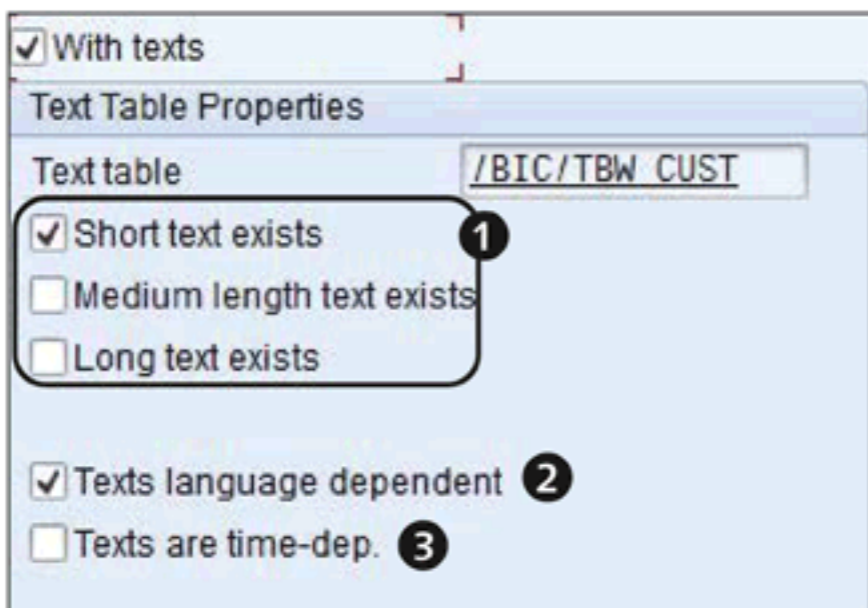 With texts
Text Table Properties
Text table /BIC/TBW CUST
Short text exists 1
Medium length text exists
Long text exists
Texts language dependent 2
Texts are time-dep. 3